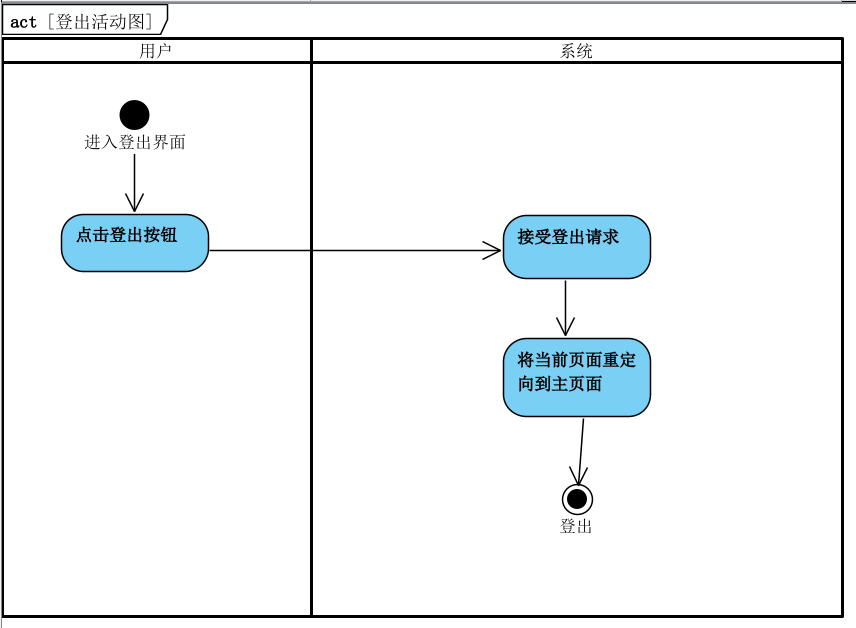 act [登出活动图]
用户
系统
进入登出界面
点击登出按钮
接受登出请求
将当前页面重定
向到主页面
登出